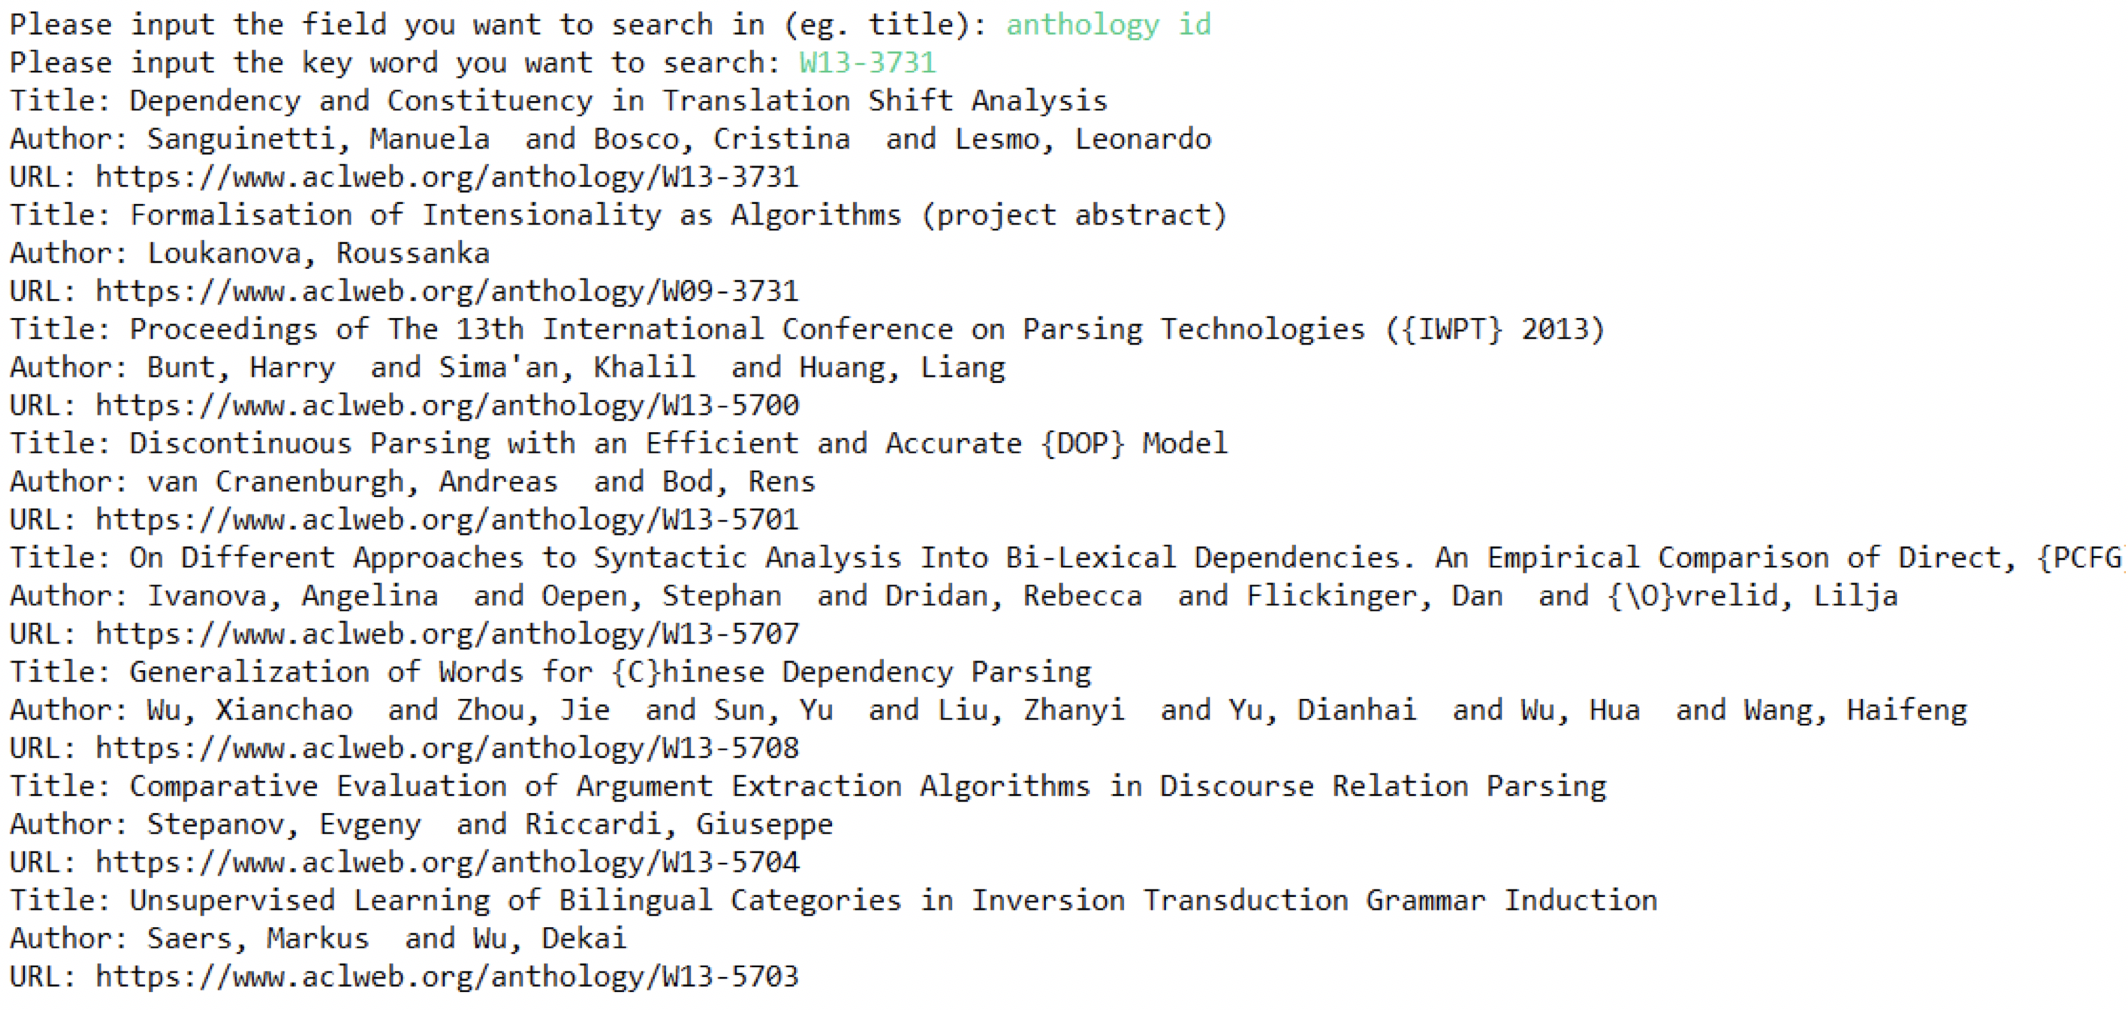 Please input the field you want to search in (eg. title): anthology id
Please input the key word you want to search: W13-3731
Title: Dependency and Constituency in Translation Shift Analysis
Author: Sanguinetti, Manuela  and Bosco, Cristina  and Lesmo, Leonardo
URL: https://www.aclweb.org/anthology/W13-3731
Title: Formalisation of Intensionality as Algorithms (project abstract)
Author: Loukanova, Roussanka
URL: https://www.aclweb.org/anthology/W09-3731
Title: Proceedings of The 13th International Conference on Parsing Technologies ({IWPT} 2013)
Author: Bunt, Harry  and Sima'an, Khalil  and Huang, Liang
URL: https://www.aclweb.org/anthology/W13-5700
Title: Discontinuous Parsing with an Efficient and Accurate {DOP} Model
Author: van Cranenburgh, Andreas  and Bod, Rens
URL: https://www.aclweb.org/anthology/W13-5701
Title: On Different Approaches to Syntactic Analysis Into Bi-Lexical Dependencies. An Empirical Comparison of Direct, {PCFG
Author: Ivanova, Angelina  and Oepen, Stephan  and Dridan, Rebecca  and Flickinger, Dan  and {\O}vrelid, Lilja
URL: https://www.aclweb.org/anthology/W13-5707
Title: Generalization of Words for {C}hinese Dependency Parsing
Author: Wu, Xianchao  and Zhou, Jie  and Sun, Yu  and Liu, Zhanyi  and Yu, Dianhai  and Wu, Hua  and Wang, Haifeng
URL: https://www.aclweb.org/anthology/W13-5708
Title: Comparative Evaluation of Argument Extraction Algorithms in Discourse Relation Parsing
Author: Stepanov, Evgeny  and Riccardi, Giuseppe
URL: https://www.aclweb.org/anthology/W13-5704
Title: Unsupervised Learning of Bilingual Categories in Inversion Transduction Grammar Induction
Author: Saers, Markus  and Wu, Dekai
URL: https://www.aclweb.org/anthology/W13-5703